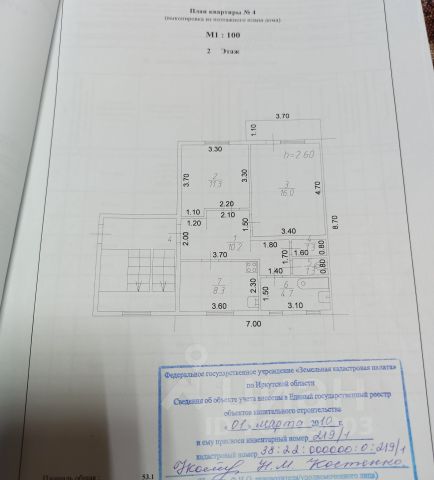 План квартиры № 4
(выкопировка из поэтажного плана дома)
М1 : 100
2 Этаж
3.70
1.10
3.30
h=2.60
3.70
2
11.3
3.30
3
16.0
4.70
8.70
2.20
1.10
2.10
1.20
1.50
4
2.00
1
10.2
3.40
1.80
0.80
3.70
1.70
1.60
1.40
0.80
7
8.3
2.30
1.50
6
4.7
3.60
3.10
7.00
Федеральное государственное учреждение «Земельная кадастровая палата»
по Иркутской области
Сведения об объекте учета внесены в Единый государственный реестр
объектов капитального строительства
01 марта 2010 г
и ему присвоен инвентарный номер 219/1
кадастровый номер 38:22:000000:0:219/1
Н.М. Костенко
Площадь общая 53.1